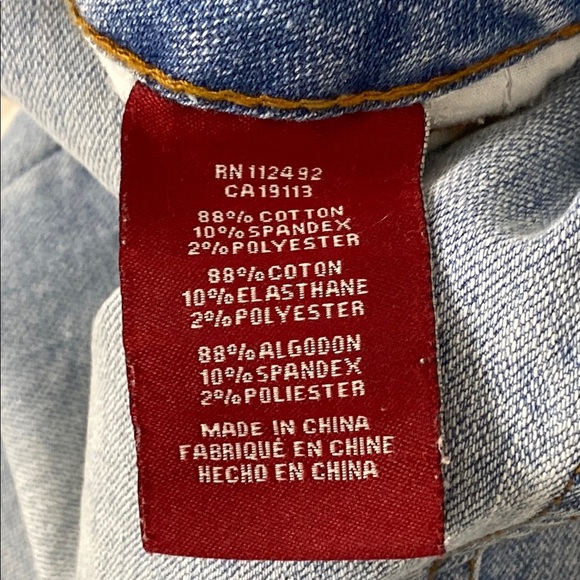 RN 112492
CA 19113
88% COTTON
10% SPANDEX
2% POLYESTER
88% COTON
10% ELASTHANE
2% POLYESTER
88% ALGODON
10% SPANDEX
2% POLIESTER
MADE IN CHINA
FABRIQUÉ EN CHINE
HECHO EN CHINA